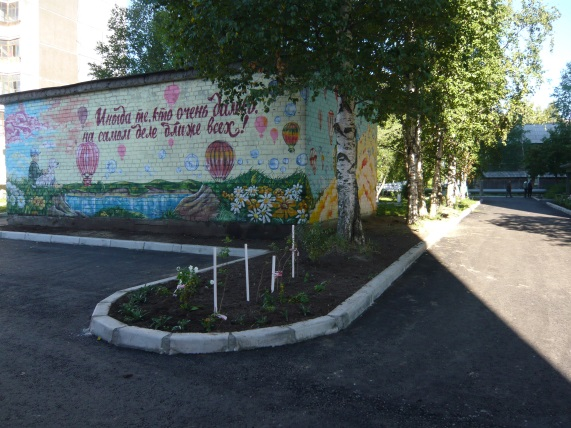 Иногда те, кто очень далеко,
на самом деле ближе всех!